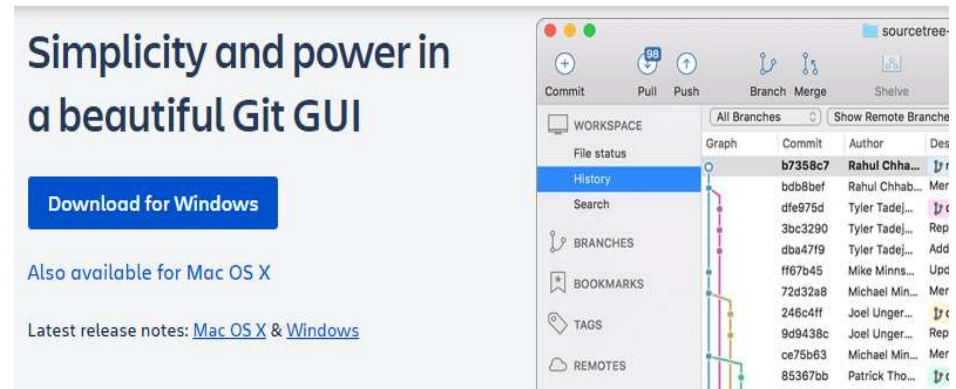 Simplicity and power in
a beautiful Git GUI
Download for Windows
Also available for Mac OS X
Latest release notes: Mac OS X & Windows
sourcetree-
98
Commit Pull Push Branch Merge Shelve
WORKSPACE
File status
History
Search
BRANCHES
BOOKMARKS
TAGS
REMOTES
All Branches Show Remote Branche
Graph Commit Author Des
b7358c7 Rahul Chha...
bdb8bef Rahul Chhab... Mer
dfe975d Tyler Tadej...
3bc3290 Tyler Tadej... Rep
dba47f9 Tyler Tadej... Add
ff67b45 Mike Minns... Upd
72d32a8 Michael Min... Mer
246c4ff Joel Unger...
9d9438c Joel Unger... Rep
ce75b63 Michael Min... Mer
85367bb Patrick Tho...